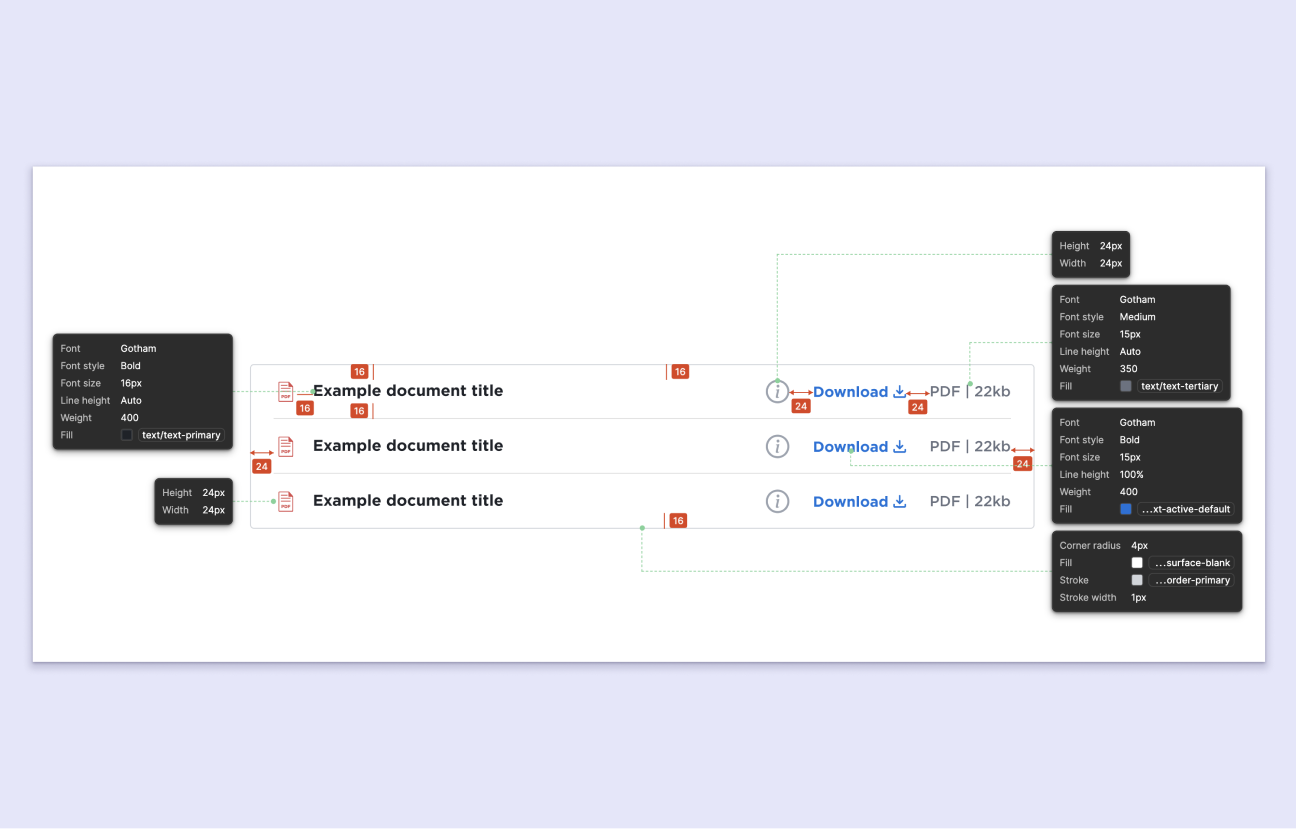 Height 24px
Width 24px
Font Gotham
Font style Medium
Font size 15px
Line height Auto
Weight 350
Fill text/text-tertiary
Font Gotham
Font style Bold
Font size 16px
Line height Auto
Weight 400
Fill text/text-primary
16 16
PDF Example document title i Download PDF | 22kb
16 16 24 24
PDF Example document title i Download PDF | 22kb
24 24
PDF Example document title i Download PDF | 22kb
16
Height 24px
Width 24px
Font Gotham
Font style Bold
Font size 15px
Line height 100%
Weight 400
Fill ...xt-active-default
Corner radius 4px
Fill ...surface-blank
Stroke ...order-primary
Stroke width 1px